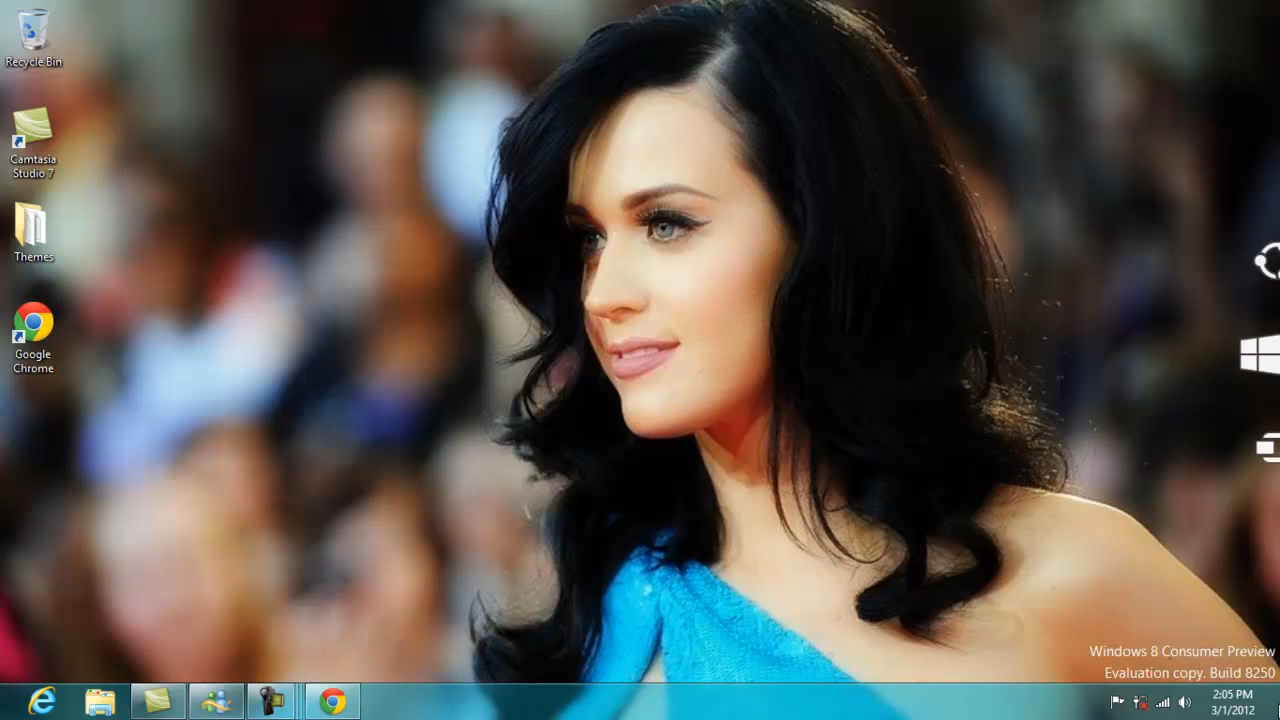 Recycle Bin
Camtasia
Studio 7
Themes
Google
Chrome
Windows 8 Consumer Preview
Evaluation copy. Build 8250
2:05 PM
3/1/2012